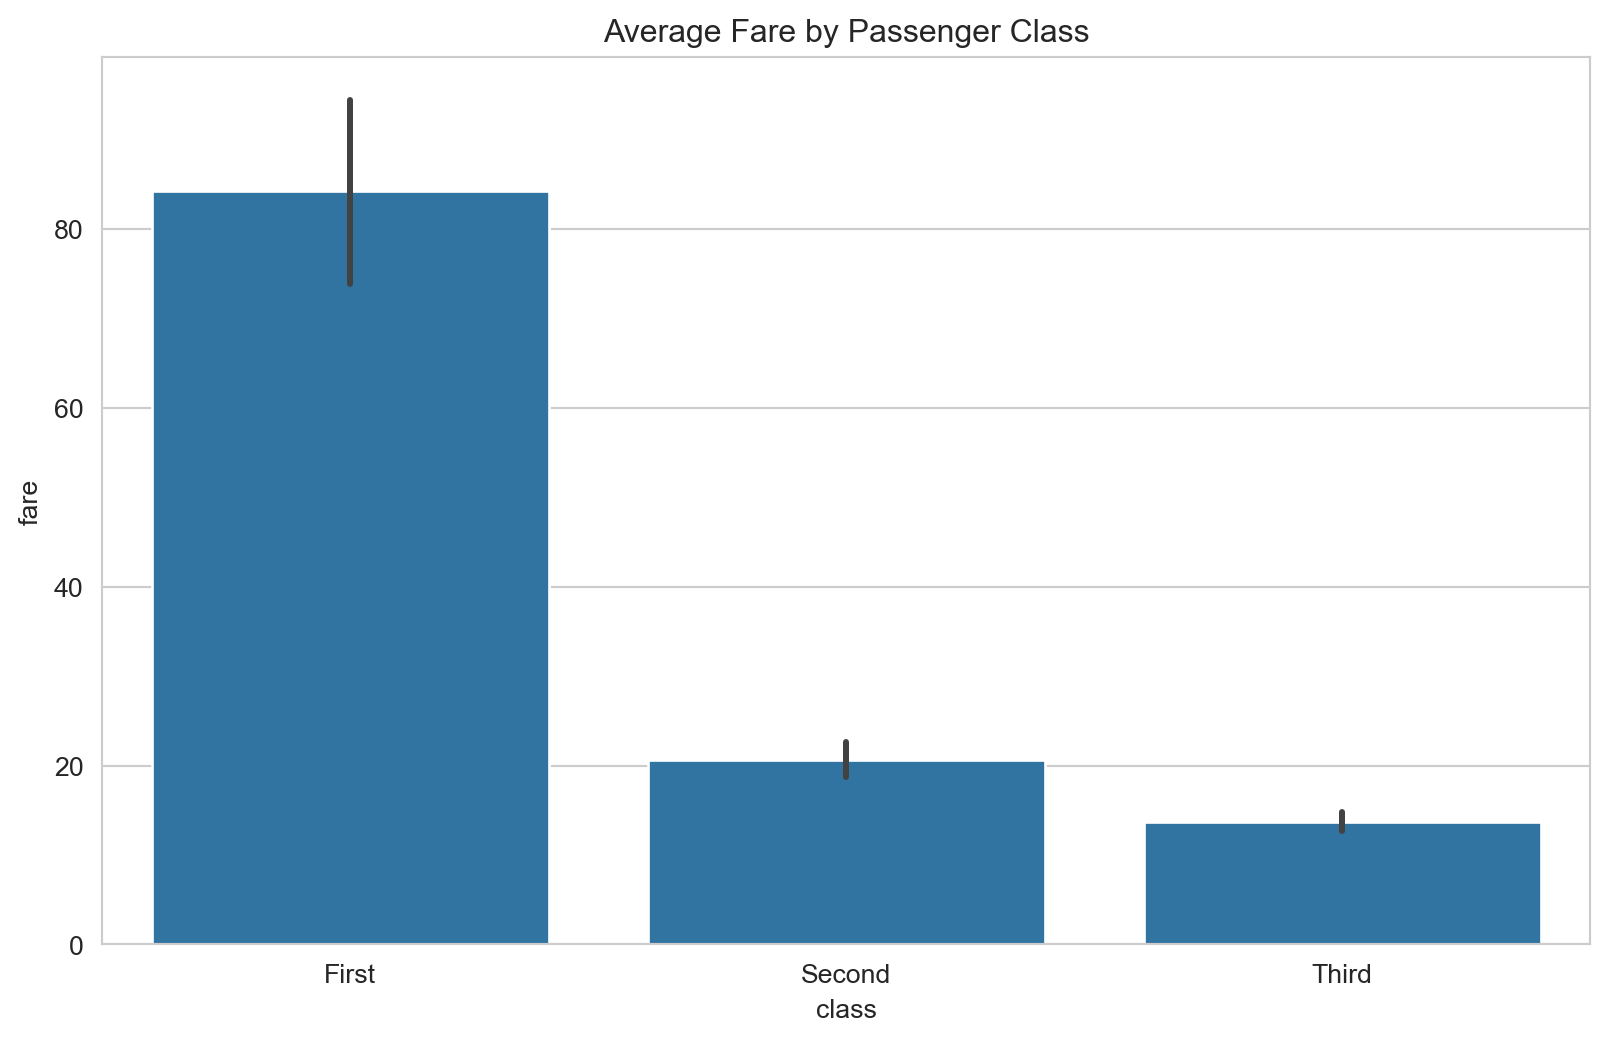 Average Fare by Passenger Class
80
60
40
20
0
fare
First
Second
Third
class